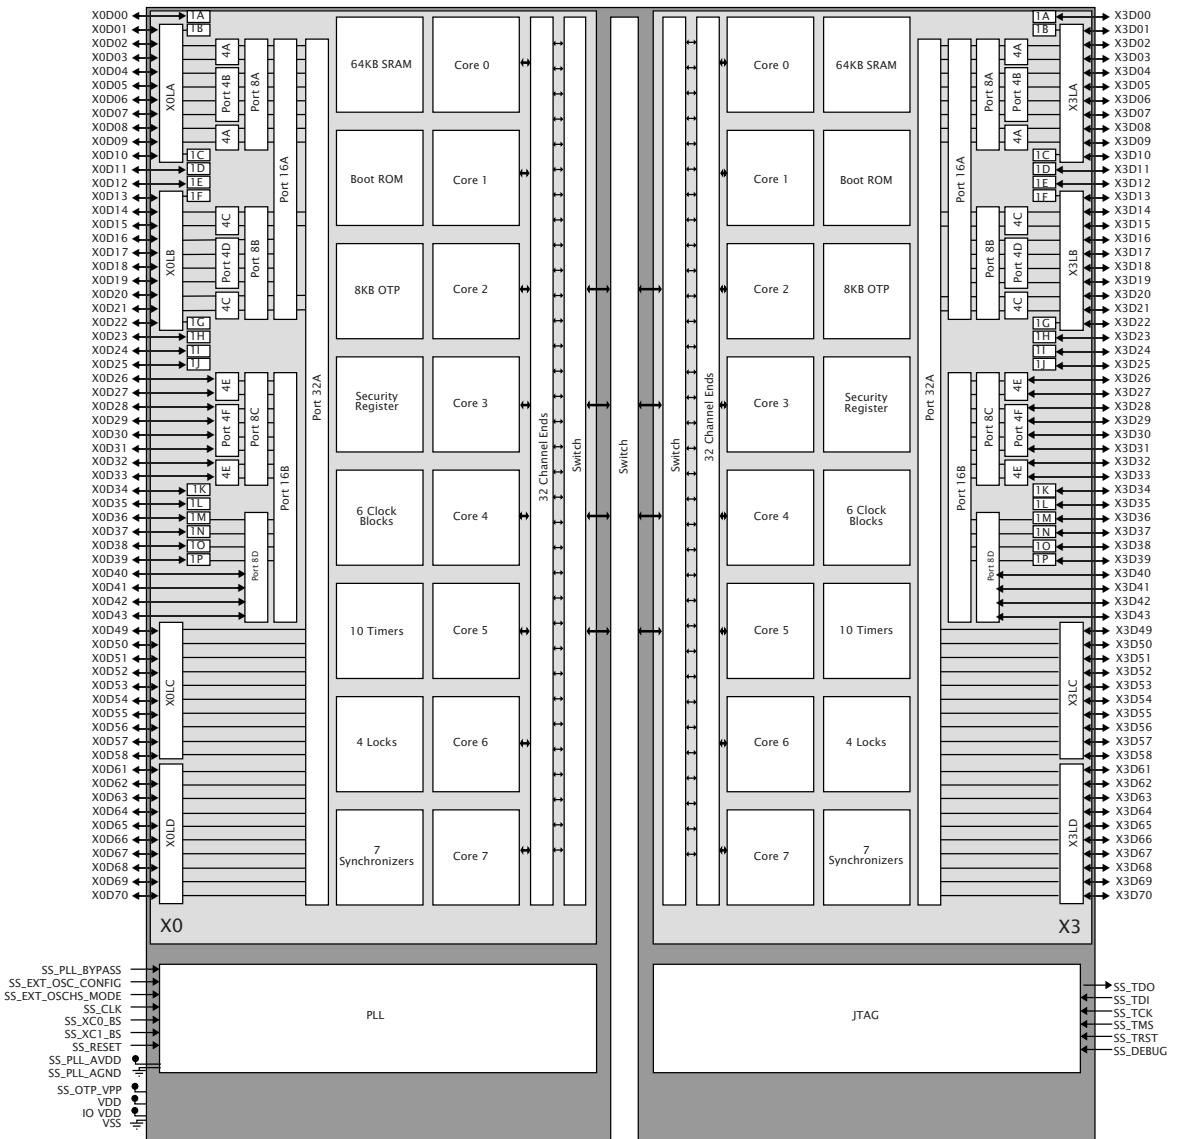 X0D00
X0D01
X0D02
X0D03
X0D04
X0D05
X0D06
X0D07
X0D08
X0D09
X0D10
X0D11
X0D12
X0D13
X0D14
X0D15
X0D16
X0D17
X0D18
X0D19
X0D20
X0D21
X0D22
X0D23
X0D24
X0D25
X0D26
X0D27
X0D28
X0D29
X0D30
X0D31
X0D32
X0D33
X0D34
X0D35
X0D36
X0D37
X0D38
X0D39
X0D40
X0D41
X0D42
X0D43
X0D49
X0D50
X0D51
X0D52
X0D53
X0D54
X0D55
X0D56
X0D57
X0D58
X0D61
X0D62
X0D63
X0D64
X0D65
X0D66
X0D67
X0D68
X0D69
X0D70
X0LA
X0LB
X0LC
X0LD
1A
1B
1C
1D
1E
1F
1G
1H
1I
1J
1K
1L
1M
1N
1O
1P
4A
Port 4B
4A
4C
Port 4D
4C
4E
Port 4F
4E
Port 8A
Port 8B
Port 8C
Port 8D
Port 16A
Port 16B
Port 32A
64KB SRAM
Boot ROM
8KB OTP
Security
Register
6 Clock
Blocks
10 Timers
4 Locks
7
Synchronizers
Core 0
Core 1
Core 2
Core 3
Core 4
Core 5
Core 6
Core 7
32 Channel Ends
Switch
X0
Switch
Switch
32 Channel Ends
Core 0
Core 1
Core 2
Core 3
Core 4
Core 5
Core 6
Core 7
64KB SRAM
Boot ROM
8KB OTP
Security
Register
6 Clock
Blocks
10 Timers
4 Locks
7
Synchronizers
Port 32A
Port 16A
Port 16B
Port 8A
Port 8B
Port 8C
Port 8D
4A
Port 4B
4A
4C
Port 4D
4C
4E
Port 4F
4E
1A
1B
1C
1D
1E
1F
1G
1H
1I
1J
1K
1L
1M
1N
1O
1P
X3LA
X3LB
X3LC
X3LD
X3
X3D00
X3D01
X3D02
X3D03
X3D04
X3D05
X3D06
X3D07
X3D08
X3D09
X3D10
X3D11
X3D12
X3D13
X3D14
X3D15
X3D16
X3D17
X3D18
X3D19
X3D20
X3D21
X3D22
X3D23
X3D24
X3D25
X3D26
X3D27
X3D28
X3D29
X3D30
X3D31
X3D32
X3D33
X3D34
X3D35
X3D36
X3D37
X3D38
X3D39
X3D40
X3D41
X3D42
X3D43
X3D49
X3D50
X3D51
X3D52
X3D53
X3D54
X3D55
X3D56
X3D57
X3D58
X3D61
X3D62
X3D63
X3D64
X3D65
X3D66
X3D67
X3D68
X3D69
X3D70
SS_PLL_BYPASS
SS_EXT_OSC_CONFIG
SS_EXT_OSCHS_MODE
SS_CLK
SS_XC0_BS
SS_XC1_BS
SS_RESET
SS_PLL_AVDD
SS_PLL_AGND
SS_OTP_VPP
VDD
IO VDD
VSS
PLL
JTAG
SS_TDO
SS_TDI
SS_TCK
SS_TMS
SS_TRST
SS_DEBUG